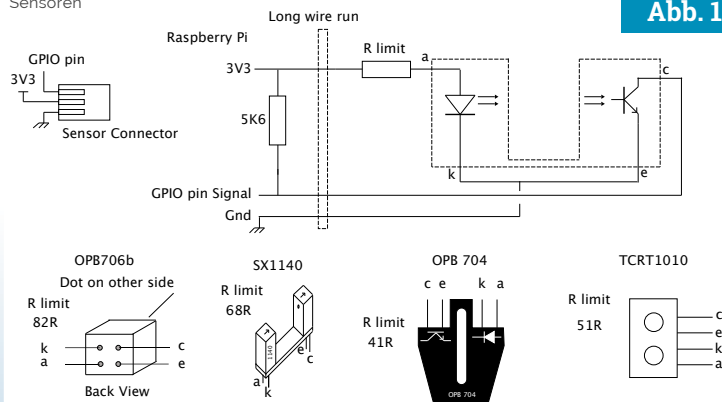 Sensoren
Abb. 1
Long wire run
Raspberry Pi
R limit
a
c
GPIO pin
3V3
3V3
Sensor Connector
5K6
k
e
GPIO pin Signal
Gnd
OPB706b
Dot on other side
R limit
82R
k
c
a
e
Back View
SX1140
R limit
68R
1140
e
c
a
k
OPB 704
c e k a
R limit
41R
OPB 704
TCRT1010
R limit
51R
c
e
k
a